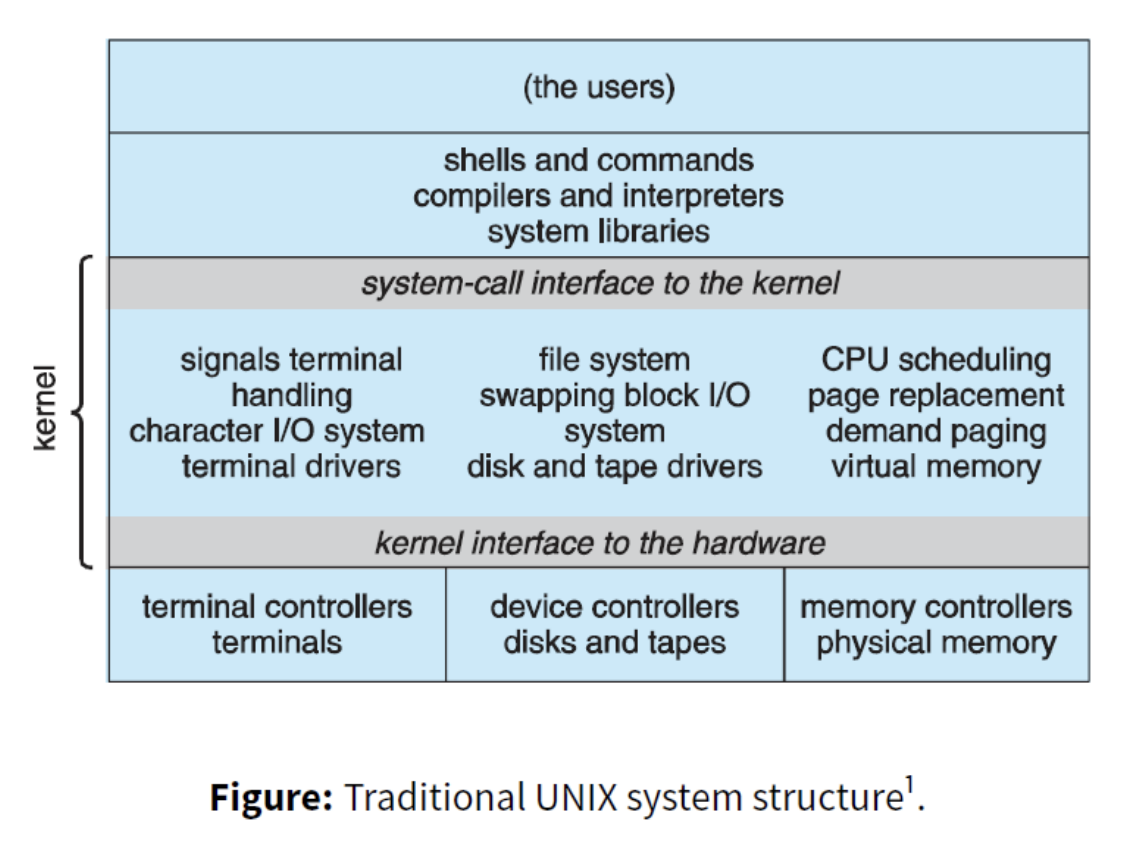 (the users)
shells and commands
compilers and interpreters
system libraries
kernel
system-call interface to the kernel
signals terminal
handling
character I/O system
terminal drivers
file system
swapping block I/O
system
disk and tape drivers
CPU scheduling
page replacement
demand paging
virtual memory
kernel interface to the hardware
terminal controllers
terminals
device controllers
disks and tapes
memory controllers
physical memory
Figure: Traditional UNIX system structure¹.